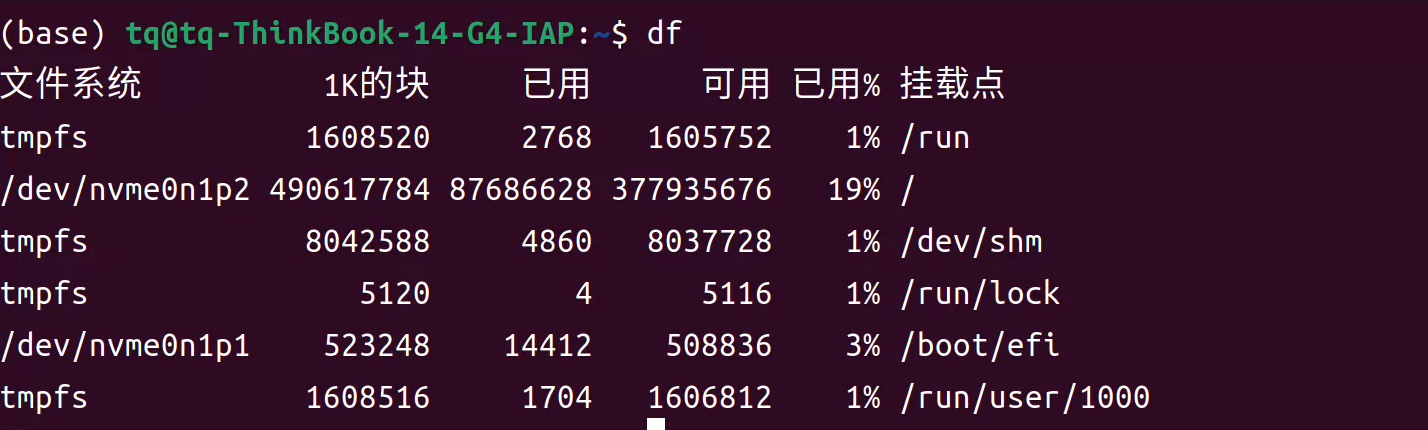 (base) tq@tq-ThinkBook-14-G4-IAP:~$ df
文件系统 1K的块 已用 可用 已用% 挂载点
tmpfs 1608520 2768 1605752 1% /run
/dev/nvme0n1p2 490617784 87686628 377935676 19% /
tmpfs 8042588 4860 8037728 1% /dev/shm
tmpfs 5120 4 5116 1% /run/lock
/dev/nvme0n1p1 523248 14412 508836 3% /boot/efi
tmpfs 1608516 1704 1606812 1% /run/user/1000